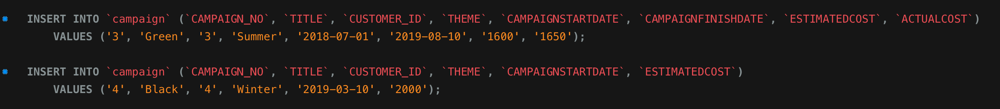 INSERT INTO `campaign` (`CAMPAIGN_NO`, `TITLE`, `CUSTOMER_ID`, `THEME`, `CAMPAIGNSTARTDATE`, `CAMPAIGNFINISHDATE`, `ESTIMATEDCOST`, `ACTUALCOST`)
VALUES ('3', 'Green', '3', 'Summer', '2018-07-01', '2019-08-10', '1600', '1650');
INSERT INTO `campaign` (`CAMPAIGN_NO`, `TITLE`, `CUSTOMER_ID`, `THEME`, `CAMPAIGNSTARTDATE`, `ESTIMATEDCOST`)
VALUES ('4', 'Black', '4', 'Winter', '2019-03-10', '2000');